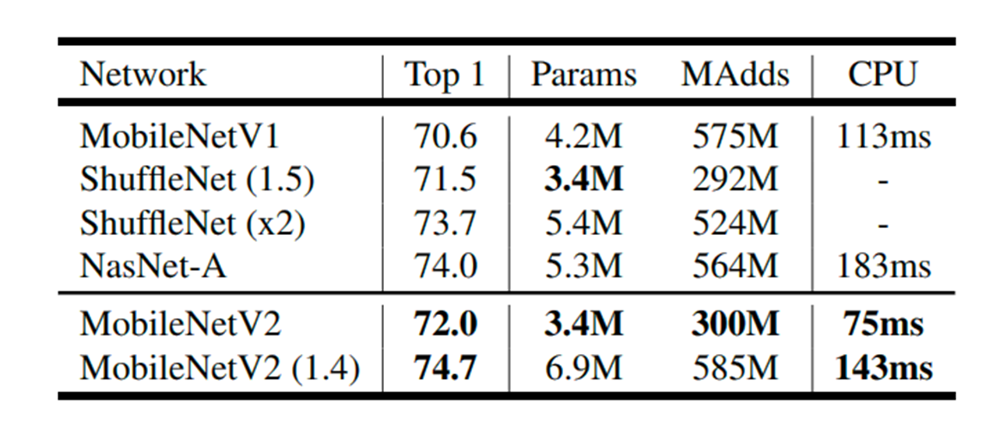 Network Top 1 Params MAdds CPU
MobileNetV1 70.6 4.2M 575M 113ms
ShuffleNet (1.5) 71.5 3.4M 292M -
ShuffleNet (x2) 73.7 5.4M 524M -
NasNet-A 74.0 5.3M 564M 183ms
MobileNetV2 72.0 3.4M 300M 75ms
MobileNetV2 (1.4) 74.7 6.9M 585M 143ms